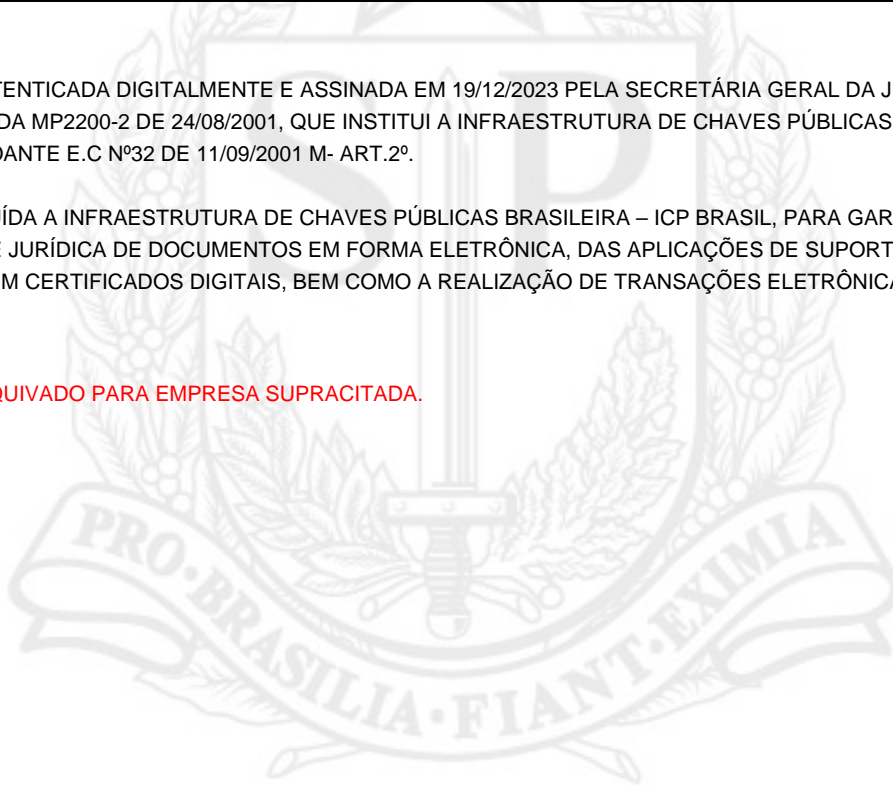 TENTICADA DIGITALMENTE E ASSINADA EM 19/12/2023 PELA SECRETÁRIA GERAL DA J
DA MP2200-2 DE 24/08/2001, QUE INSTITUI A INFRAESTRUTURA DE CHAVES PÚBLICAS
DANTE E.C Nº32 DE 11/09/2001 M- ART.2º.
ÍDA A INFRAESTRUTURA DE CHAVES PÚBLICAS BRASILEIRA – ICP BRASIL, PARA GAR
E JURÍDICA DE DOCUMENTOS EM FORMA ELETRÔNICA, DAS APLICAÇÕES DE SUPORT
M CERTIFICADOS DIGITAIS, BEM COMO A REALIZAÇÃO DE TRANSAÇÕES ELETRÔNICA
QUIVADO PARA EMPRESA SUPRACITADA.
SP
PRO·BRASILIA·FIANT·EXIMIA